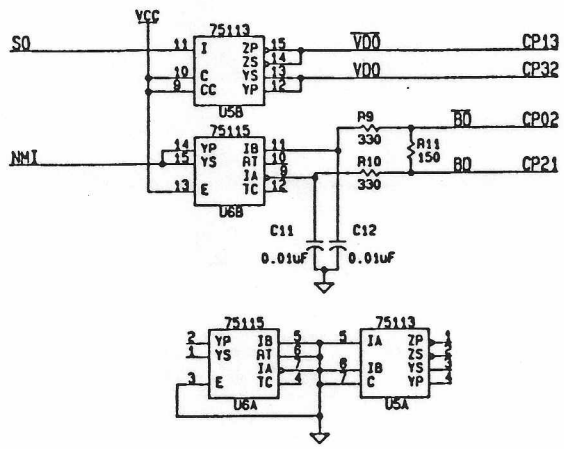 VCC
75113
SO 11 I ZP 15 VDO CP13
ZS 14
10 C YS 13 VDO CP32
9 CC YP 12
U5B
75115
R9 BO CP02
14 YP IB 11 330
NMI 15 YS RT 10 R11 150
IA 9 R10 BO CP21
13 E TC 12 330
U6B
C11 C12
0.01uF 0.01uF
75115 75113
2 YP IB 5 5 IA ZP 1
1 YS RT 6 ZS 2
IA 7 6 IB YS 3
3 E TC 4 7 C YP 4
U6A U5A